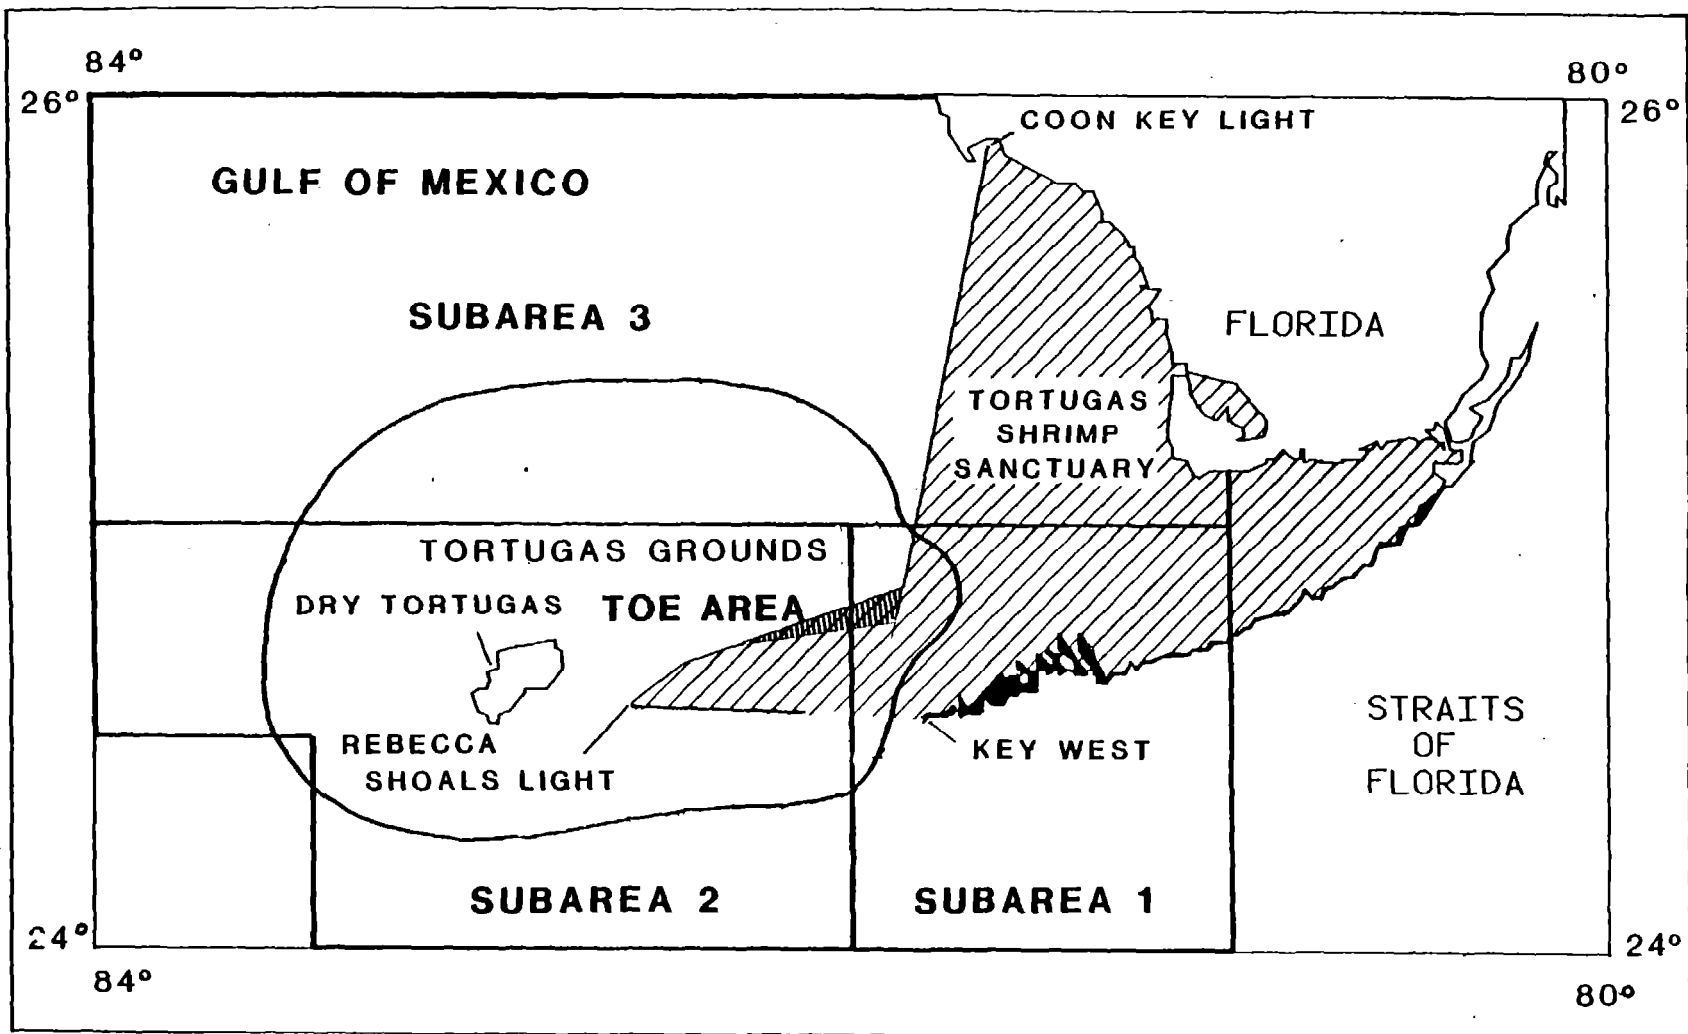 84°
80°
26°
26°
COON KEY LIGHT
GULF OF MEXICO
SUBAREA 3
FLORIDA
TORTUGAS
SHRIMP
SANCTUARY
TORTUGAS GROUNDS
DRY TORTUGAS
TOE AREA
STRAITS
OF
FLORIDA
REBECCA
SHOALS LIGHT
KEY WEST
SUBAREA 2
SUBAREA 1
24°
24°
84°
80°